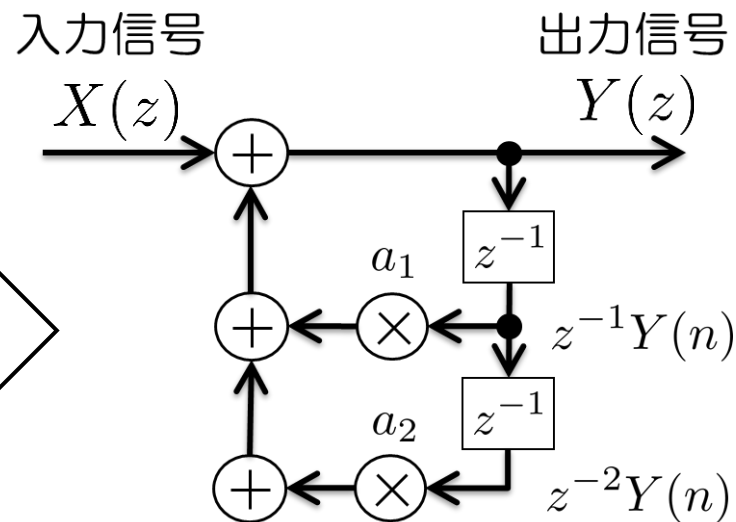 入力信号 出力信号
X(z) Y(z)
+
z^{-1}
a_1
+ × z^{-1}Y(n)
z^{-1}
a_2
+ × z^{-2}Y(n)